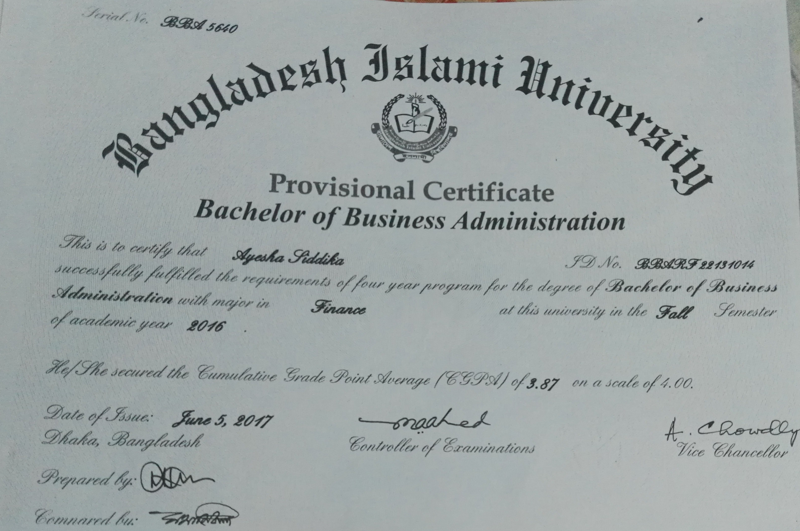 Serial No. BBA 5640
Bangladesh Islami University
Provisional Certificate
Bachelor of Business Administration
This is to certify that Ayesha Siddika ID No. BBARF22131014
successfully fulfilled the requirements of four year program for the degree of Bachelor of Business
Administration with major in Finance at this university in the Fall Semester
of academic year 2016
He/She secured the Cumulative Grade Point Average (CGPA) of 3.87 on a scale of 4.00.
Date of Issue: June 5, 2017
Dhaka, Bangladesh
Controller of Examinations
A. Chowdhy
Vice Chancellor
Prepared by:
Compared by: